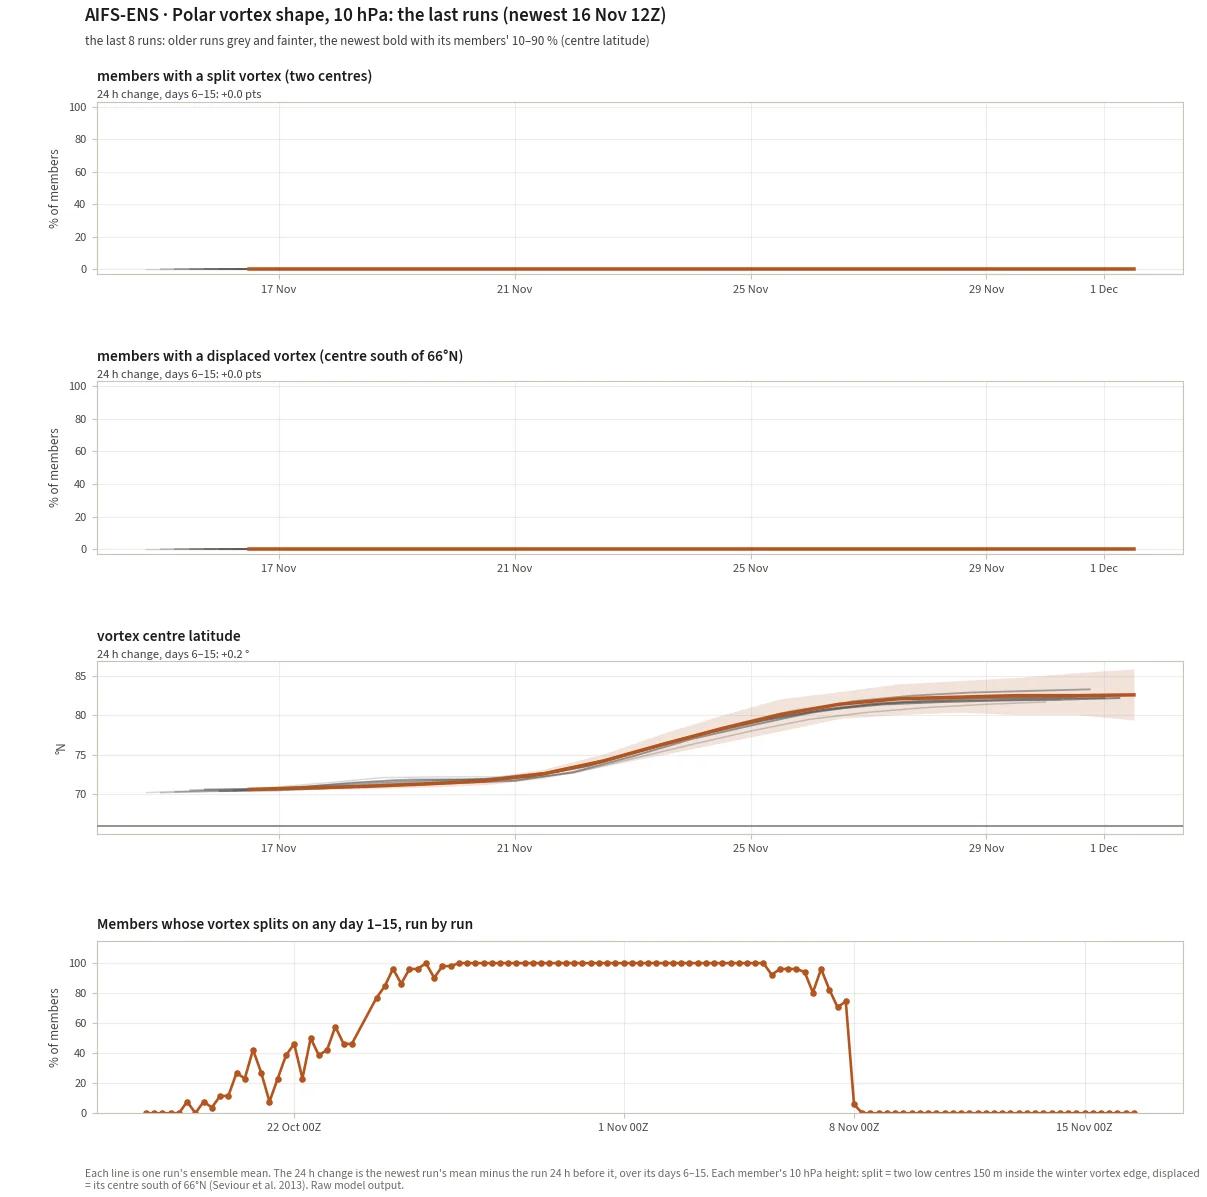 AIFS-ENS · Polar vortex shape, 10 hPa: the last runs (newest 16 Nov 12Z)
the last 8 runs: older runs grey and fainter, the newest bold with its members' 10–90 % (centre latitude)
members with a split vortex (two centres)
24 h change, days 6–15: +0.0 pts
100
80
60
40
20
0
% of members
17 Nov
21 Nov
25 Nov
29 Nov
1 Dec
members with a displaced vortex (centre south of 66°N)
24 h change, days 6–15: +0.0 pts
100
80
60
40
20
0
% of members
17 Nov
21 Nov
25 Nov
29 Nov
1 Dec
vortex centre latitude
24 h change, days 6–15: +0.2 °
85
80
75
70
°N
17 Nov
21 Nov
25 Nov
29 Nov
1 Dec
Members whose vortex splits on any day 1–15, run by run
100
80
60
40
20
0
% of members
22 Oct 00Z
1 Nov 00Z
8 Nov 00Z
15 Nov 00Z
Each line is one run's ensemble mean. The 24 h change is the newest run's mean minus the run 24 h before it, over its days 6–15. Each member's 10 hPa height: split = two low centres 150 m inside the winter vortex edge, displaced
= its centre south of 66°N (Seviour et al. 2013). Raw model output.